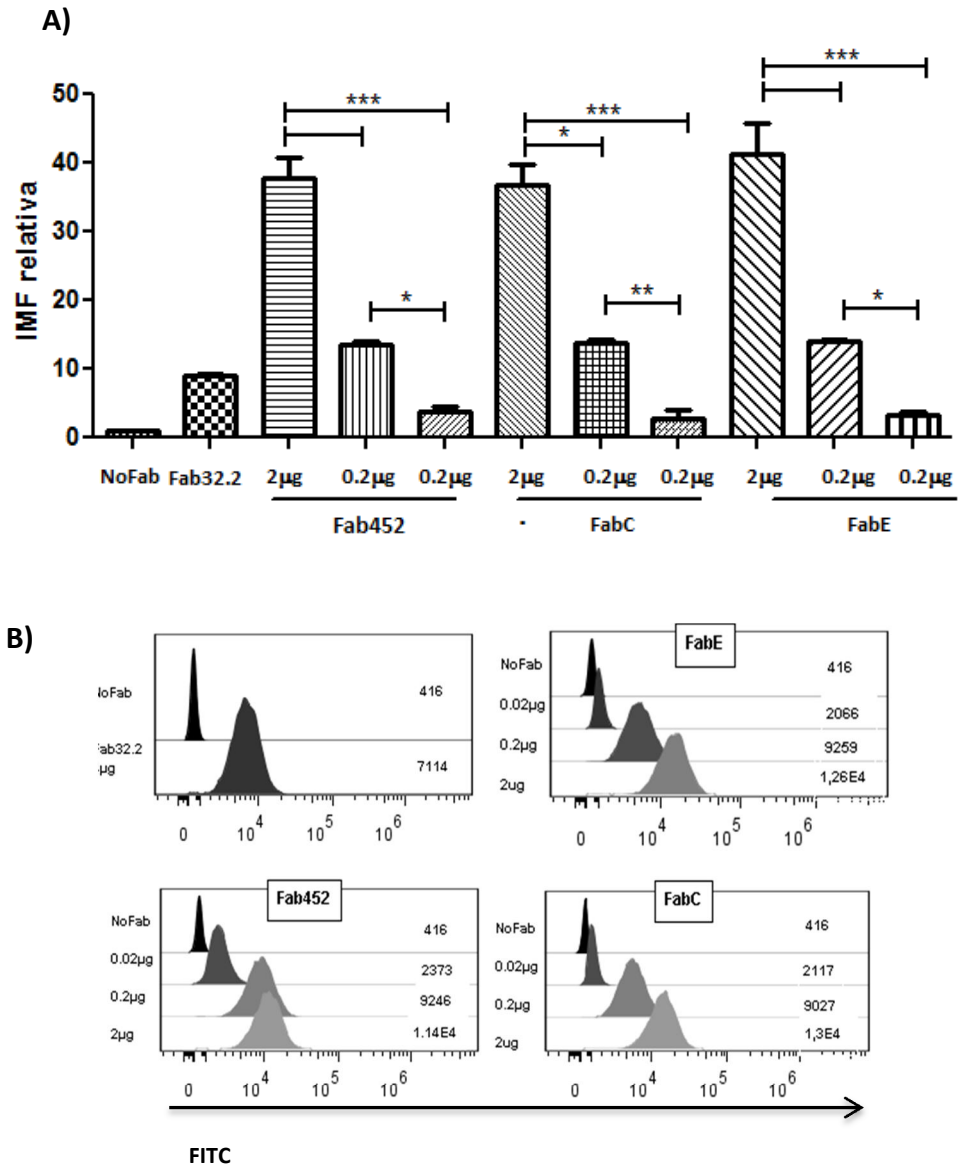 A)
***
***
***
*
*
**
*
IMF relativa
50
40
30
20
10
0
NoFab Fab32.2 2µg 0.2µg 0.2µg 2µg 0.2µg 0.2µg 2µg 0.2µg 0.2µg
Fab452 FabC FabE
B)
NoFab 416
Fab32.2
µg 7114
0 10^4 10^5 10^6
FabE
NoFab 416
0.02µg 2066
0.2µg 9259
2ug 1,26E4
0 10^4 10^5 10^6
Fab452
NoFab 416
0.02µg 2373
0.2µg 9246
2µg 1.14E4
0 10^4 10^5 10^6
FabC
NoFab 416
0.02µg 2117
0.2µg 9027
2ug 1,3E4
0 10^4 10^5 10^6
FITC